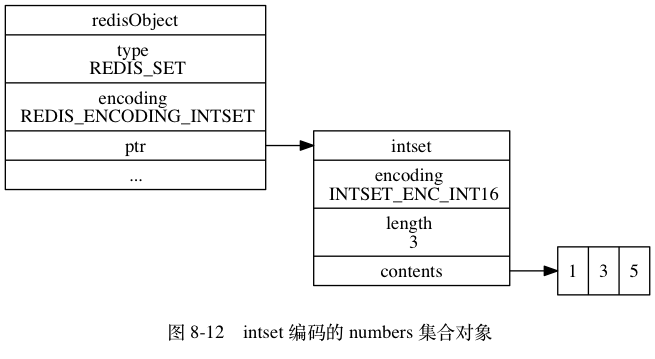 redisObject
type
REDIS_SET
encoding
REDIS_ENCODING_INTSET
ptr
...
intset
encoding
INTSET_ENC_INT16
length
3
contents
1 3 5
图 8-12 intset 编码的 numbers 集合对象